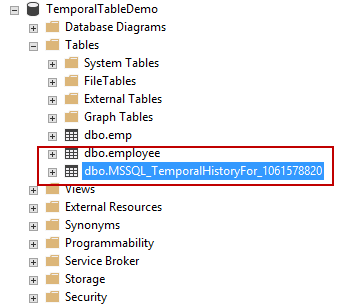 TemporalTableDemo
Database Diagrams
Tables
System Tables
FileTables
External Tables
Graph Tables
dbo.emp
dbo.employee
dbo.MSSQL_TemporalHistoryFor_1061578820
Views
External Resources
Synonyms
Programmability
Service Broker
Storage
Security